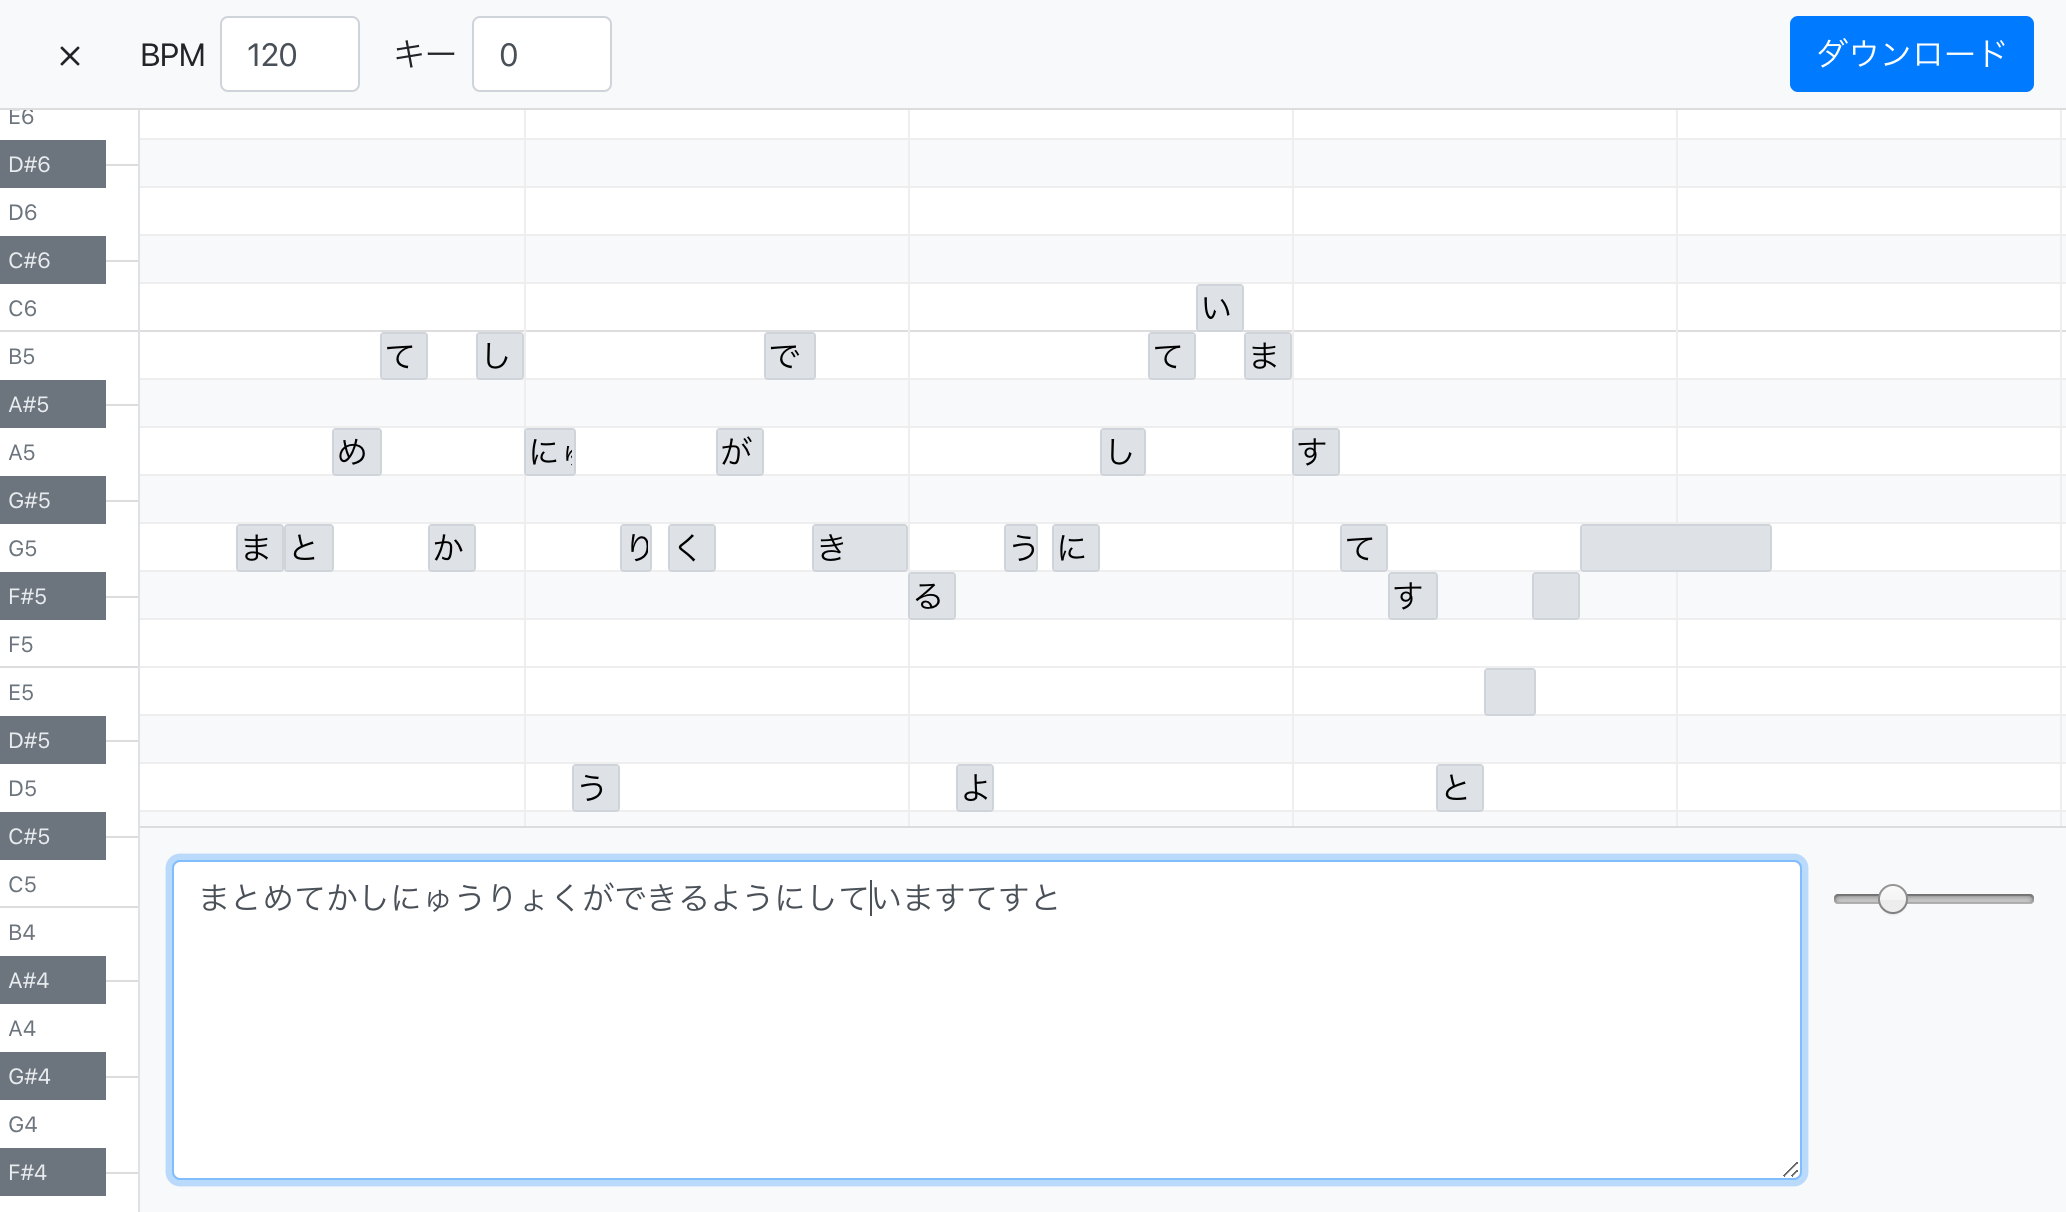 × BPM 120 キー 0 ダウンロード
E6
D#6
D6
C#6
C6 い
B5 て し で て ま
A#5
A5 め にゅ が し す
G#5
G5 ま と か り く き う に て
F#5 る す
F5
E5
D#5
D5 う よ と
C#5
C5
まとめてかしにゅうりょくができるようにしていますてすと
B4
A#4
A4
G#4
G4
F#4